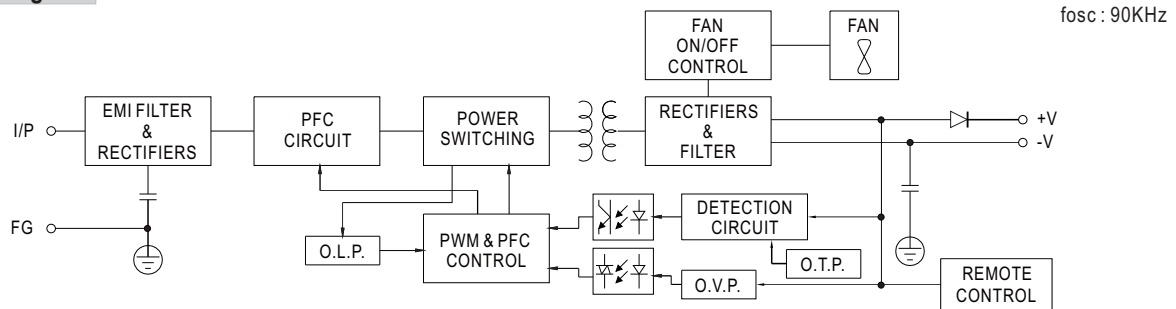 fosc : 90KHz
FAN
ON/OFF
CONTROL
FAN
I/P
EMI FILTER
&
RECTIFIERS
PFC
CIRCUIT
POWER
SWITCHING
RECTIFIERS
&
FILTER
+V
-V
FG
O.L.P.
PWM & PFC
CONTROL
DETECTION
CIRCUIT
O.T.P.
O.V.P.
REMOTE
CONTROL